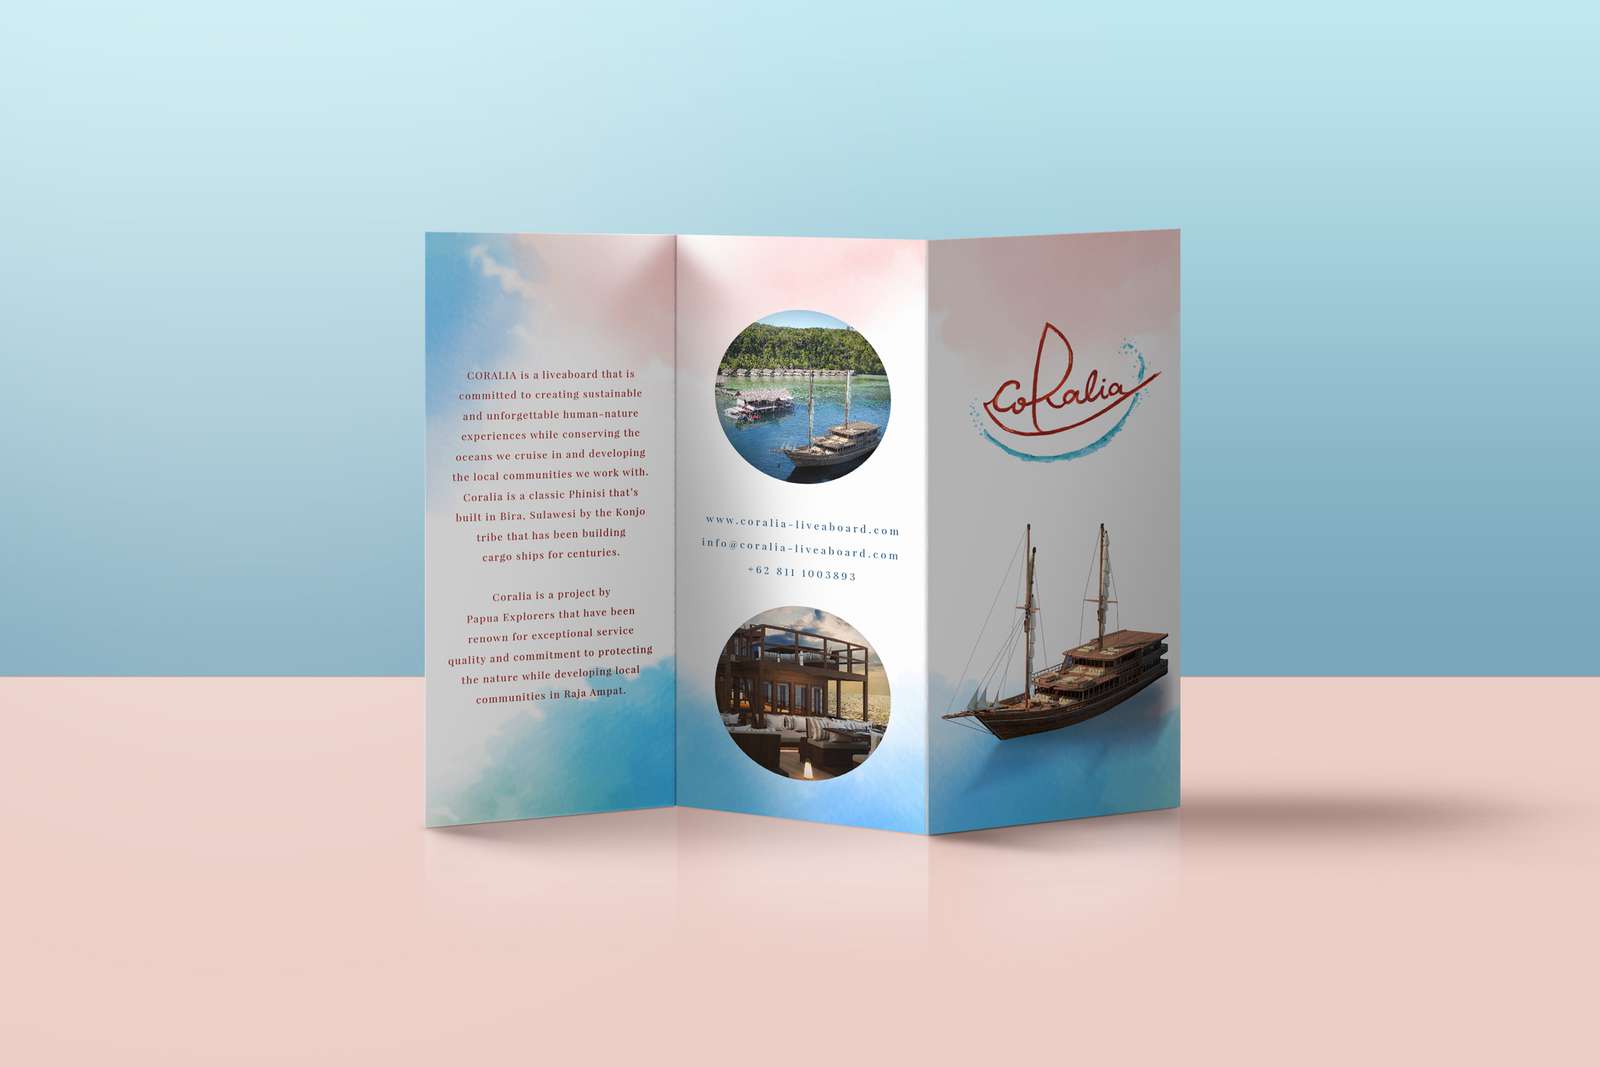 CORALIA is a liveaboard that is
committed to creating sustainable
and unforgettable human-nature
experiences while conserving the
oceans we cruise in and developing
the local communities we work with.
Coralia is a classic Phinisi that's
built in Bira, Sulawesi by the Konjo
tribe that has been building
cargo ships for centuries.
Coralia is a project by
Papua Explorers that have been
renown for exceptional service
quality and commitment to protecting
the nature while developing local
communities in Raja Ampat.
www.coralia-liveaboard.com
info@coralia-liveaboard.com
+62 811 1003893
CoRalia